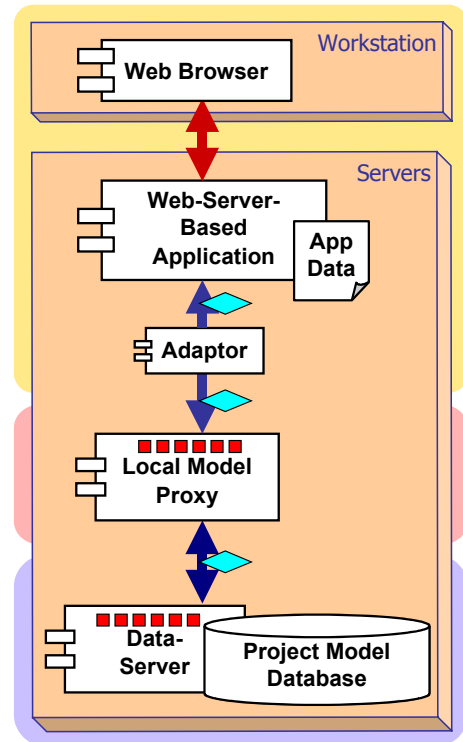 Workstation
Web Browser
Servers
Web-Server-
Based
Application
App
Data
Adaptor
Local Model
Proxy
Data-
Server
Project Model
Database